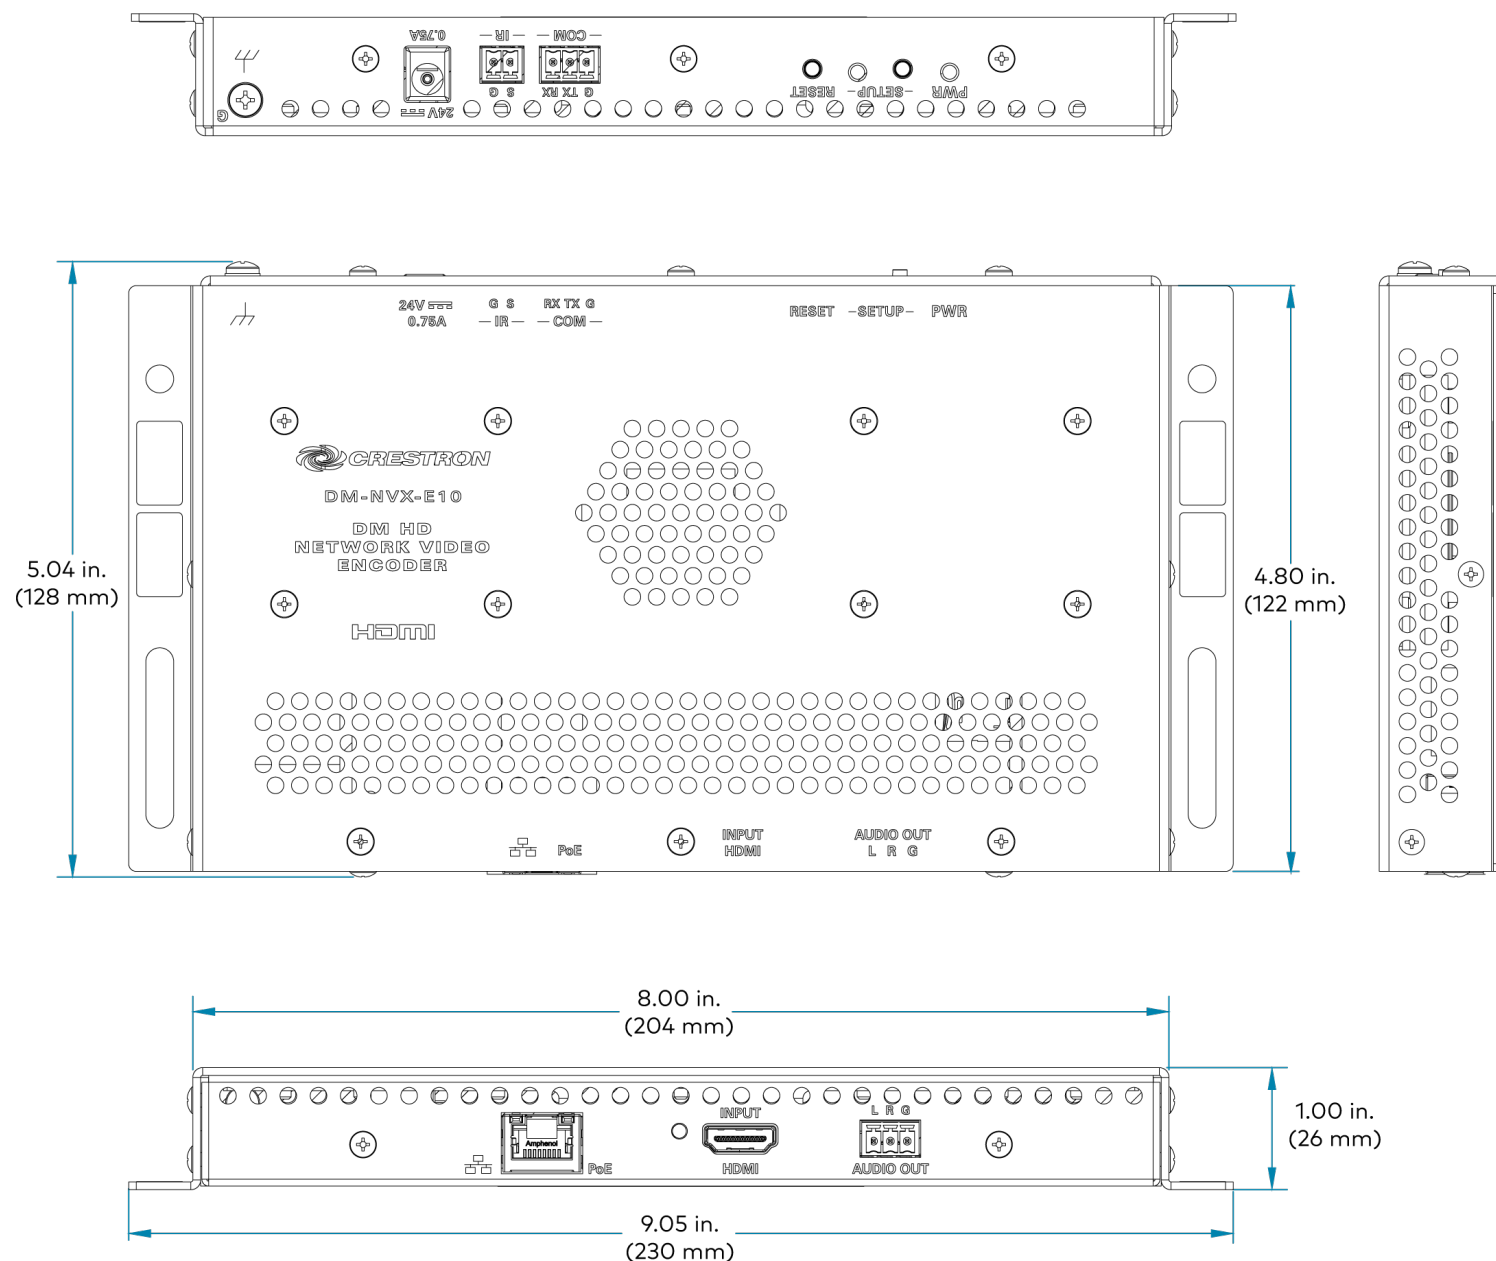 0.75A
IR
COM
G S
RX TX G
24V
G
RESET
SETUP
PWR
24V
0.75A
G S
IR
RX TX G
COM
RESET -SETUP- PWR
CRESTRON
DM-NVX-E10
DM HD
NETWORK VIDEO
ENCODER
HDMI
5.04 in.
(128 mm)
4.80 in.
(122 mm)
PoE
INPUT
HDMI
AUDIO OUT
L R G
8.00 in.
(204 mm)
Amphenol
PoE
INPUT
HDMI
L R G
AUDIO OUT
1.00 in.
(26 mm)
9.05 in.
(230 mm)